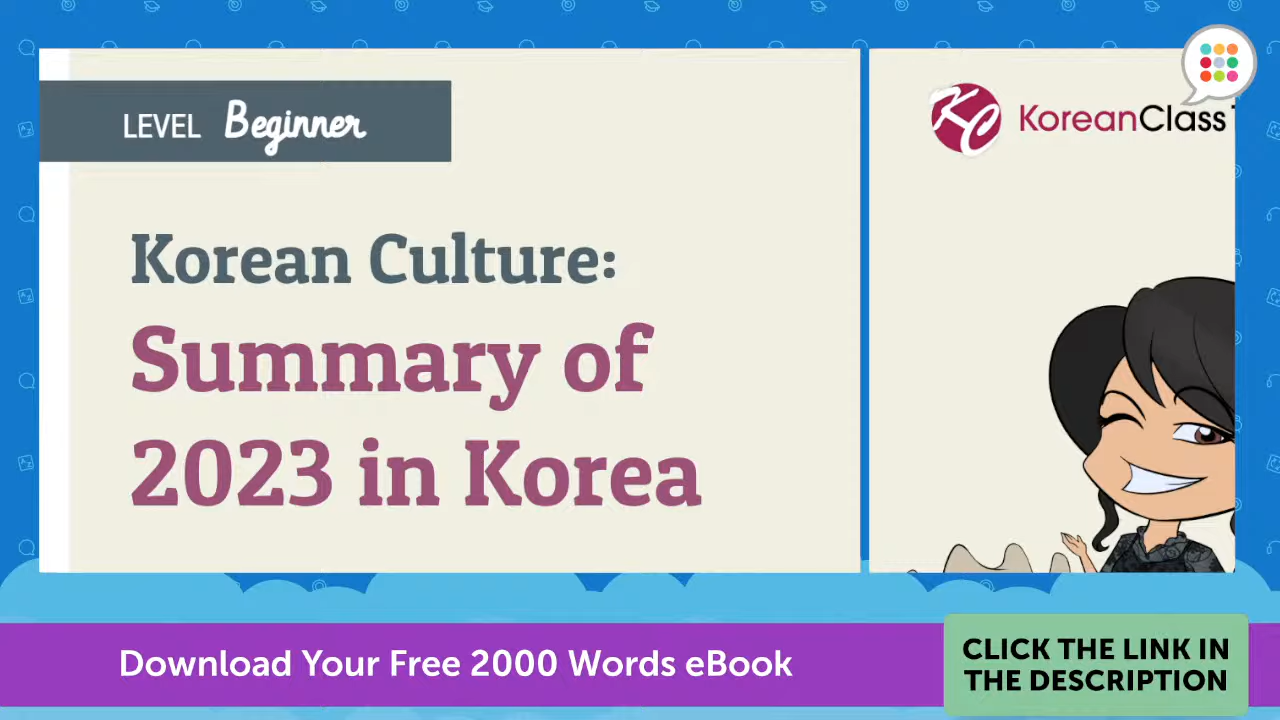 LEVEL Beginner
KC KoreanClass
Korean Culture:
Summary of
2023 in Korea
Download Your Free 2000 Words eBook
CLICK THE LINK IN
THE DESCRIPTION